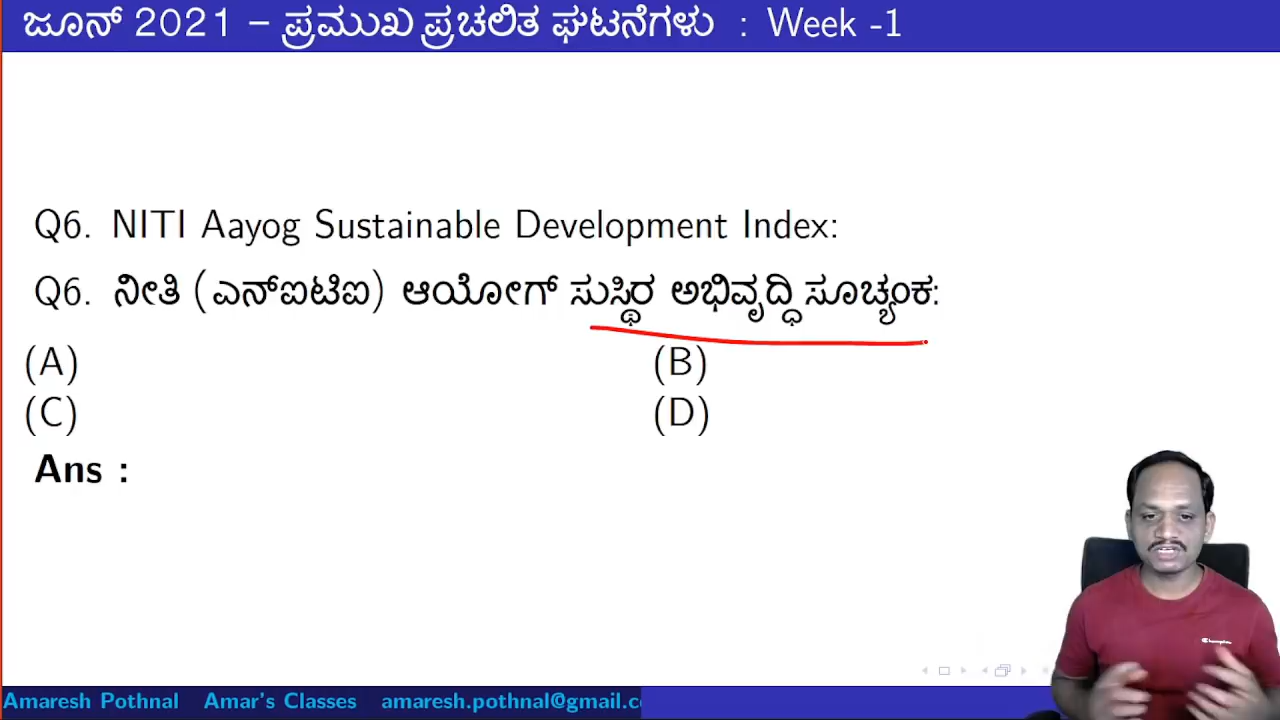 ಜೂನ್ 2021 – ಪ್ರಮುಖ ಪ್ರಚಲಿತ ಘಟನೆಗಳು : Week -1
Q6. NITI Aayog Sustainable Development Index:
Q6. ನೀತಿ (ಎನ್ಐಟಿಐ) ಆಯೋಗ್ ಸುಸ್ಥಿರ ಅಭಿವೃದ್ಧಿ ಸೂಚ್ಯಂಕ:
(A) (B)
(C) (D)
Ans :
Champion
Amaresh Pothnal Amar's Classes amaresh.pothnal@gmail.c